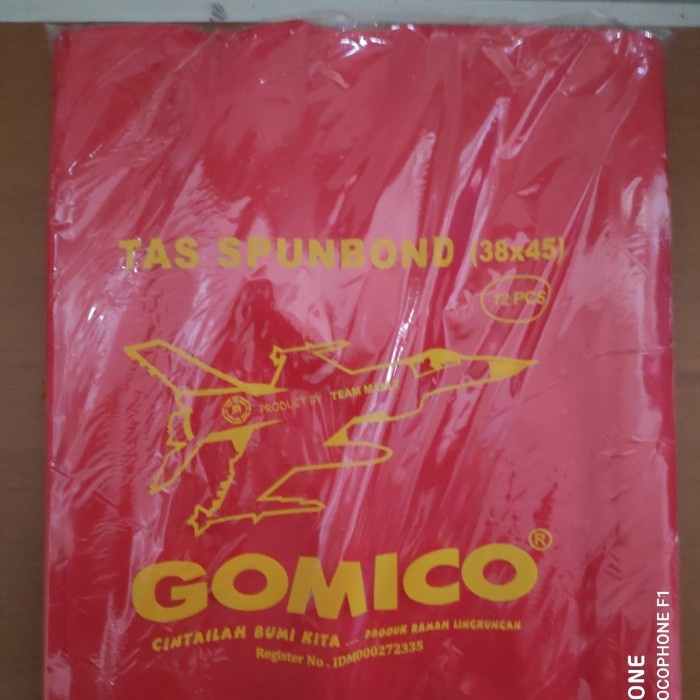 TAS SPUNBOND (38x45)
12 PCS
PRODUCT BY TEAM
GOMICO®
CINTAILAH BUMI KITA .... PRODUK RAMAH LINGKUNGAN
Register No . IDM000272335
ONE
OCOPHONE F1